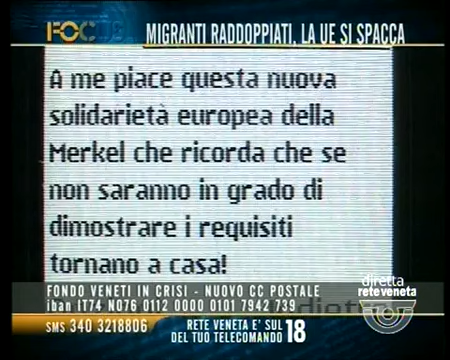 FOCUS
MIGRANTI RADDOPPIATI, LA UE SI SPACCA
A me piace questa nuova
solidarietà europea della
Merkel che ricorda che se
non saranno in grado di
dimostrare i requisiti
tornano a casa!
FONDO VENETI IN CRISI - NUOVO CC POSTALE
iban IT74 N076 0112 0000 0101 7942 739
diretta
reteveneta
SMS 340 3218806
RETE VENETA E' SUL
DEL TUO TELECOMANDO 18